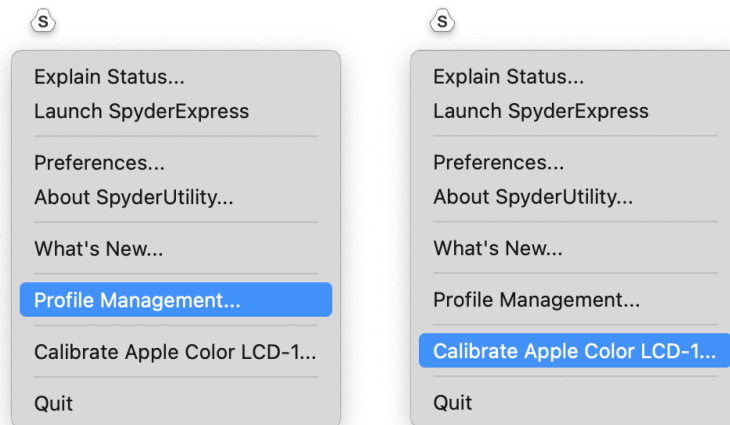 S
Explain Status...
Launch SpyderExpress
Preferences...
About SpyderUtility...
What's New...
Profile Management...
Calibrate Apple Color LCD-1...
Quit
S
Explain Status...
Launch SpyderExpress
Preferences...
About SpyderUtility...
What's New...
Profile Management...
Calibrate Apple Color LCD-1...
Quit